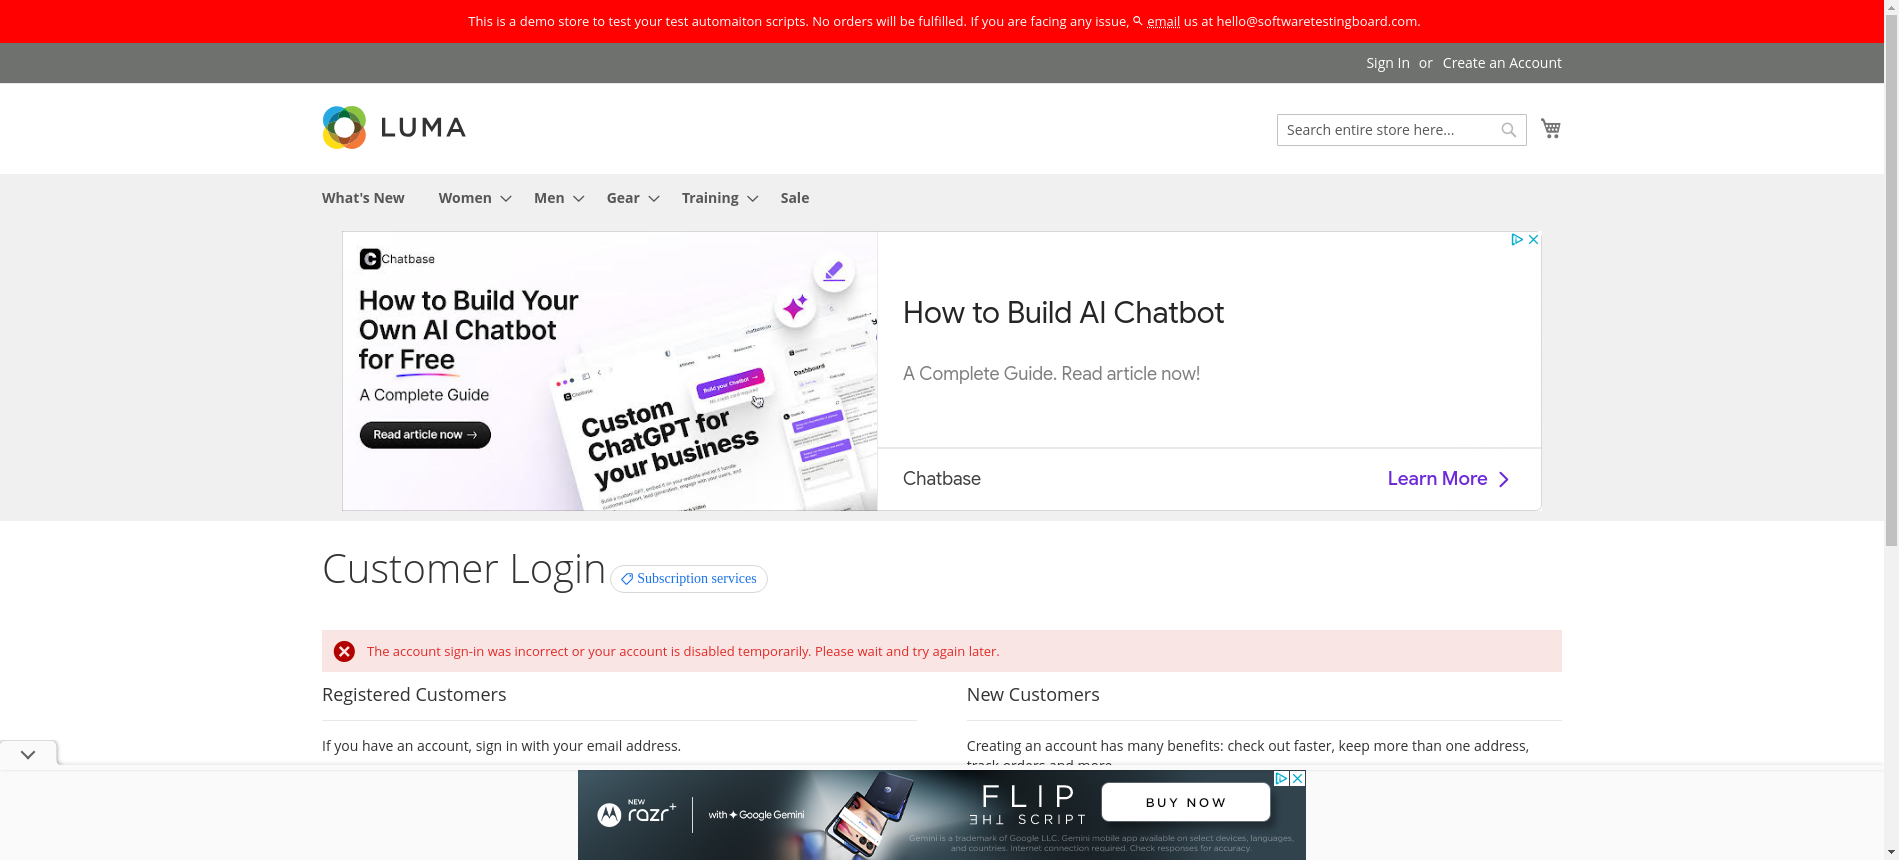 This is a demo store to test your test automaiton scripts. No orders will be fulfilled. If you are facing any issue, email us at hello@softwaretestingboard.com.
Sign In or Create an Account
LUMA
Search entire store here...
What's New Women Men Gear Training Sale
Chatbase
How to Build Your
Own AI Chatbot
for Free
A Complete Guide
Read article now →
Build your Chatbot →
Dashboard
Custom
ChatGPT for
your business
How to Build AI Chatbot
A Complete Guide. Read article now!
Chatbase
Learn More
Customer Login
Subscription services
The account sign-in was incorrect or your account is disabled temporarily. Please wait and try again later.
Registered Customers
If you have an account, sign in with your email address.
New Customers
Creating an account has many benefits: check out faster, keep more than one address,
track orders and more.
NEW
razr+
with Google Gemini
FLIP
THE SCRIPT
BUY NOW
Gemini is a trademark of Google LLC. Gemini mobile app available on select devices, languages,
and countries. Internet connection required. Check responses for accuracy.